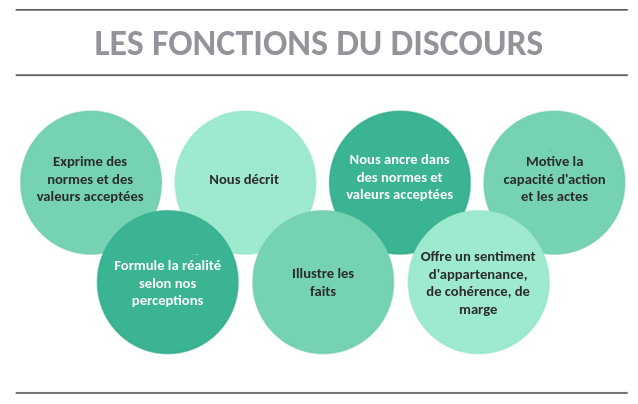 LES FONCTIONS DU DISCOURS
Exprime des
normes et des
valeurs acceptées
Nous décrit
Nous ancre dans
des normes et
valeurs acceptées
Motive la
capacité d'action
et les actes
Formule la réalité
selon nos
perceptions
Illustre les
faits
Offre un sentiment
d'appartenance,
de cohérence, de
marge